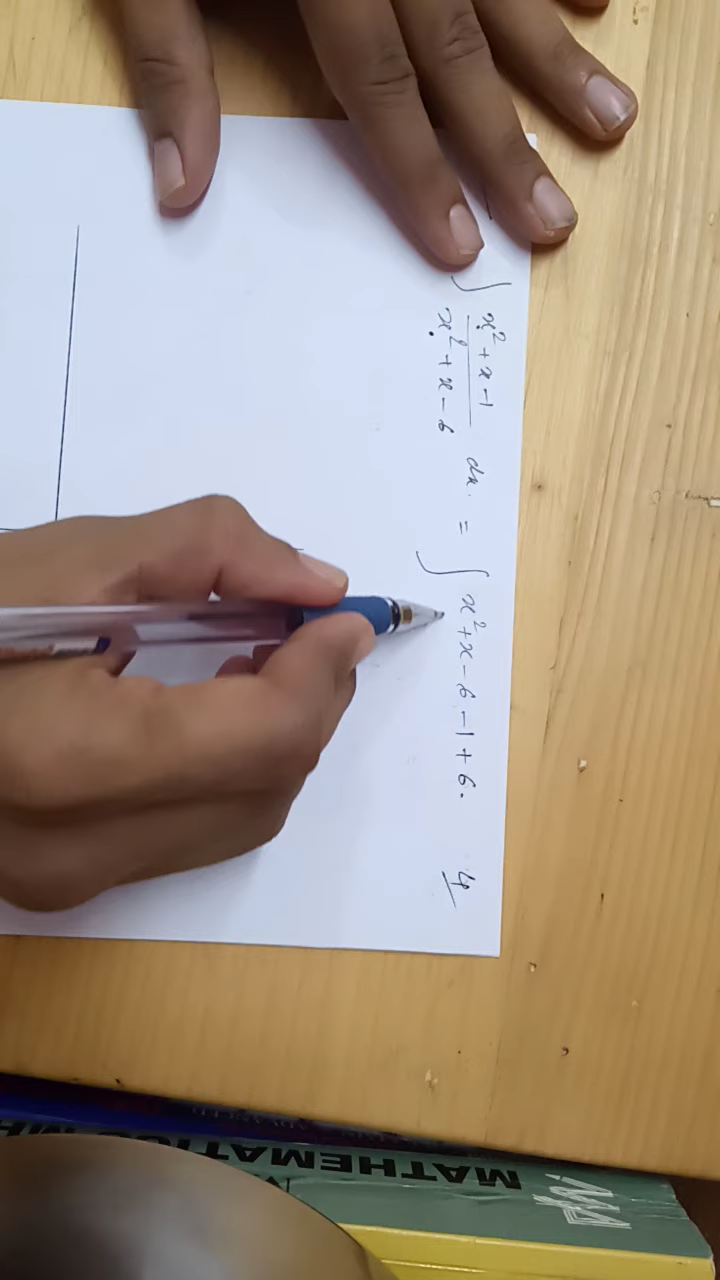 ∫ x²+x-1 / x²+x-6 dx. = ∫ x²+x-6-1+6. 4
MATHEMATICS